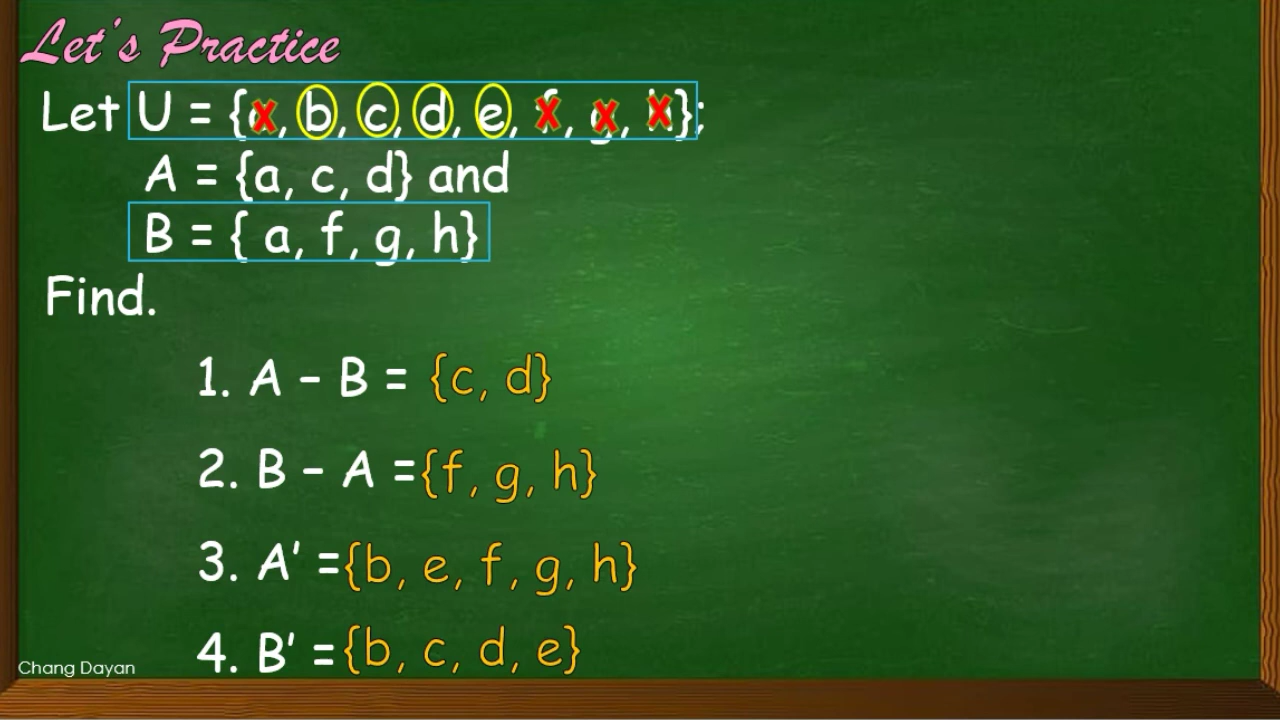 Let's Practice
Let U = {a, b, c, d, e, f, g, h};
A = {a, c, d} and
B = { a, f, g, h}
Find.
1. A – B = {c, d}
2. B – A = {f, g, h}
3. A' = {b, e, f, g, h}
4. B' = {b, c, d, e}
Chang Dayan